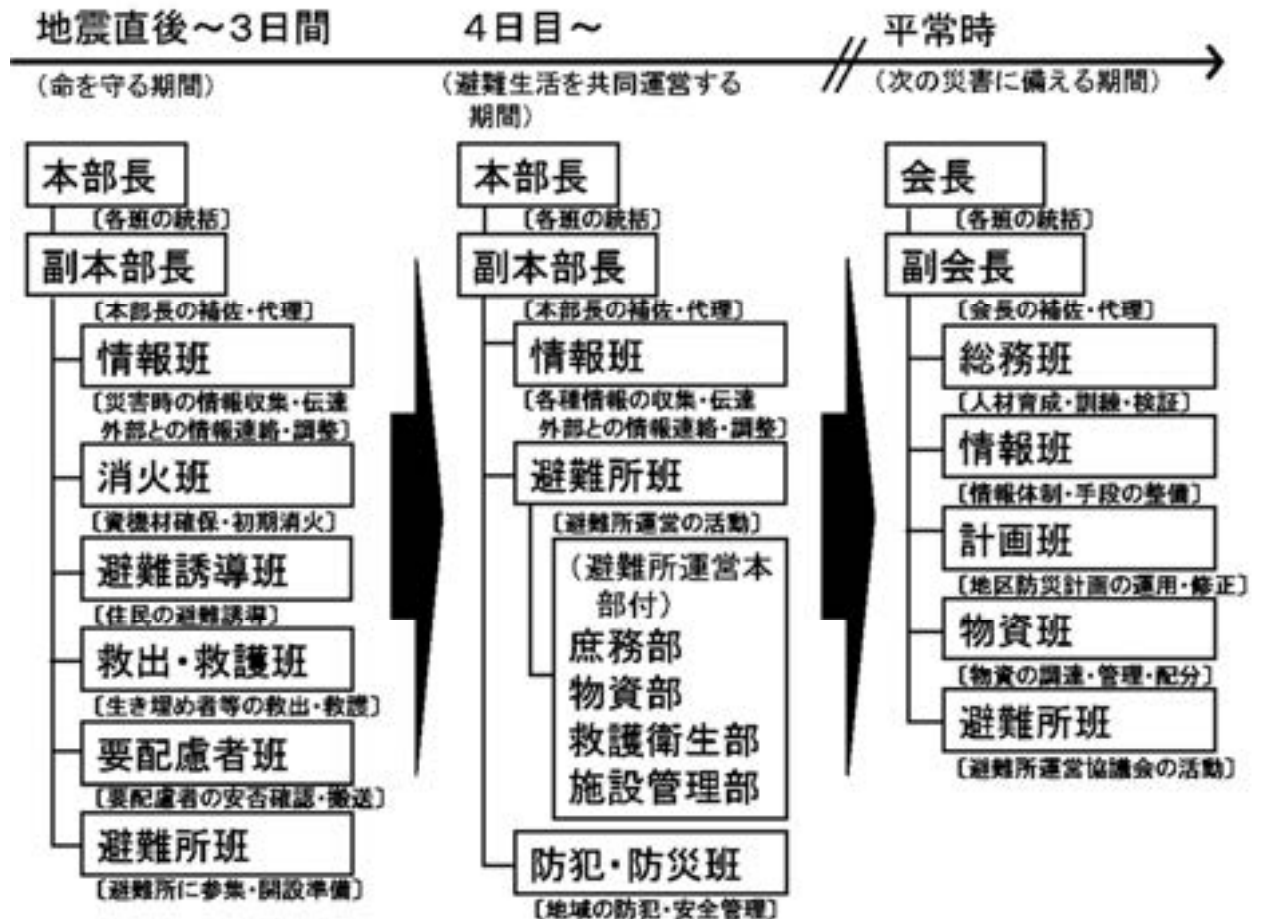 地震直後～3日間
（命を守る期間）
本部長
〔各班の統括〕
副本部長
〔本部長の補佐・代理〕
情報班
〔災害時の情報収集・伝達
外部との情報連絡・調整〕
消火班
〔資機材確保・初期消火〕
避難誘導班
〔住民の避難誘導〕
救出・救護班
〔生き埋め者等の救出・救護〕
要配慮者班
〔要配慮者の安否確認・搬送〕
避難所班
〔避難所に参集・開設準備〕
4日目～
（避難生活を共同運営する
期間）
本部長
〔各班の統括〕
副本部長
〔本部長の補佐・代理〕
情報班
〔各種情報の収集・伝達
外部との情報連絡・調整〕
避難所班
〔避難所運営の活動〕
（避難所運営本
部付）
庶務部
物資部
救護衛生部
施設管理部
防犯・防災班
〔地域の防犯・安全管理〕
平常時
（次の災害に備える期間）
会長
〔各班の統括〕
副会長
〔会長の補佐・代理〕
総務班
〔人材育成・訓練・検証〕
情報班
〔情報体制・手段の整備〕
計画班
〔地区防災計画の運用・修正〕
物資班
〔物資の調達・管理・配分〕
避難所班
〔避難所運営協議会の活動〕